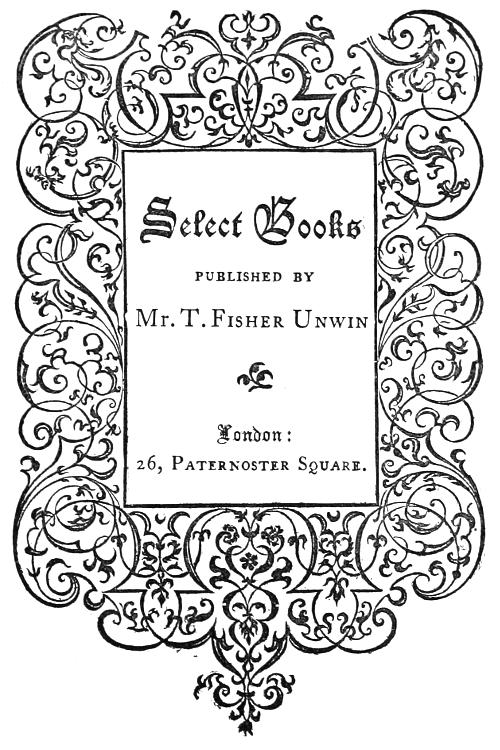 Select Books
PUBLISHED BY
Mr. T. FISHER UNWIN
London:
26, PATERNOSTER SQUARE.